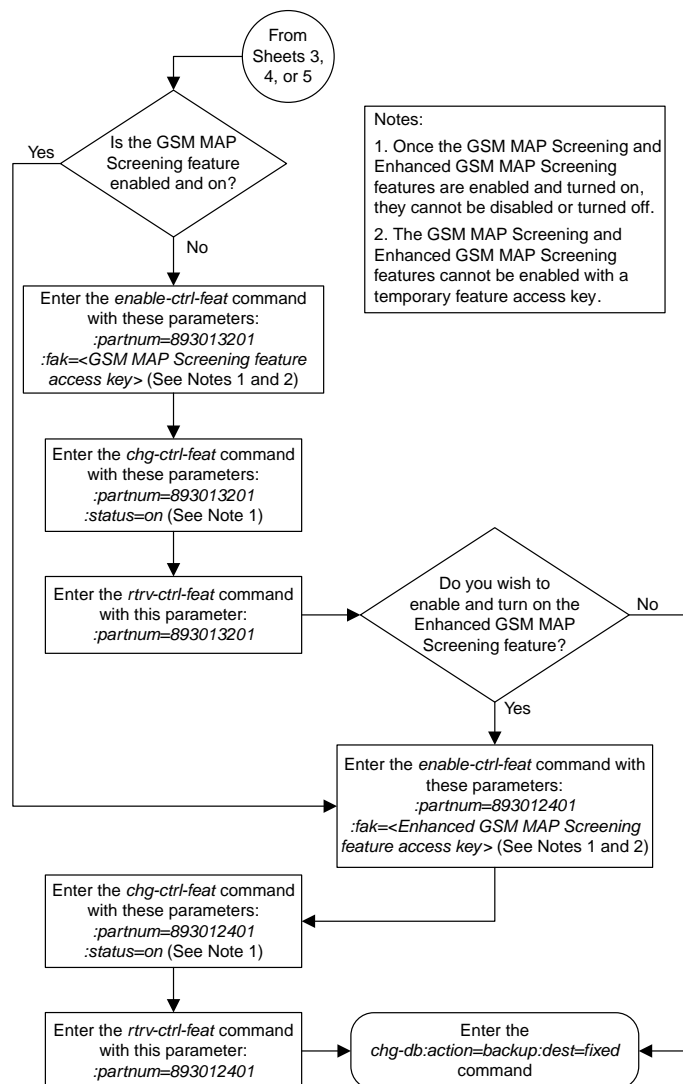 From
Sheets 3,
4, or 5
Is the GSM MAP
Screening feature
enabled and on?
Yes
No
Notes:
1. Once the GSM MAP Screening and
Enhanced GSM MAP Screening
features are enabled and turned on,
they cannot be disabled or turned off.
2. The GSM MAP Screening and
Enhanced GSM MAP Screening
features cannot be enabled with a
temporary feature access key.
Enter the enable-ctrl-feat command
with these parameters:
:partnum=893013201
:fak=<GSM MAP Screening feature
access key> (See Notes 1 and 2)
Enter the chg-ctrl-feat command
with these parameters:
:partnum=893013201
:status=on (See Note 1)
Enter the rtrv-ctrl-feat command
with this parameter:
:partnum=893013201
Do you wish to
enable and turn on the
Enhanced GSM MAP
Screening feature?
No
Yes
Enter the enable-ctrl-feat command with
these parameters:
:partnum=893012401
:fak=<Enhanced GSM MAP Screening
feature access key> (See Notes 1 and 2)
Enter the chg-ctrl-feat command
with these parameters:
:partnum=893012401
:status=on (See Note 1)
Enter the rtrv-ctrl-feat command
with this parameter:
:partnum=893012401
Enter the
chg-db:action=backup:dest=fixed
command